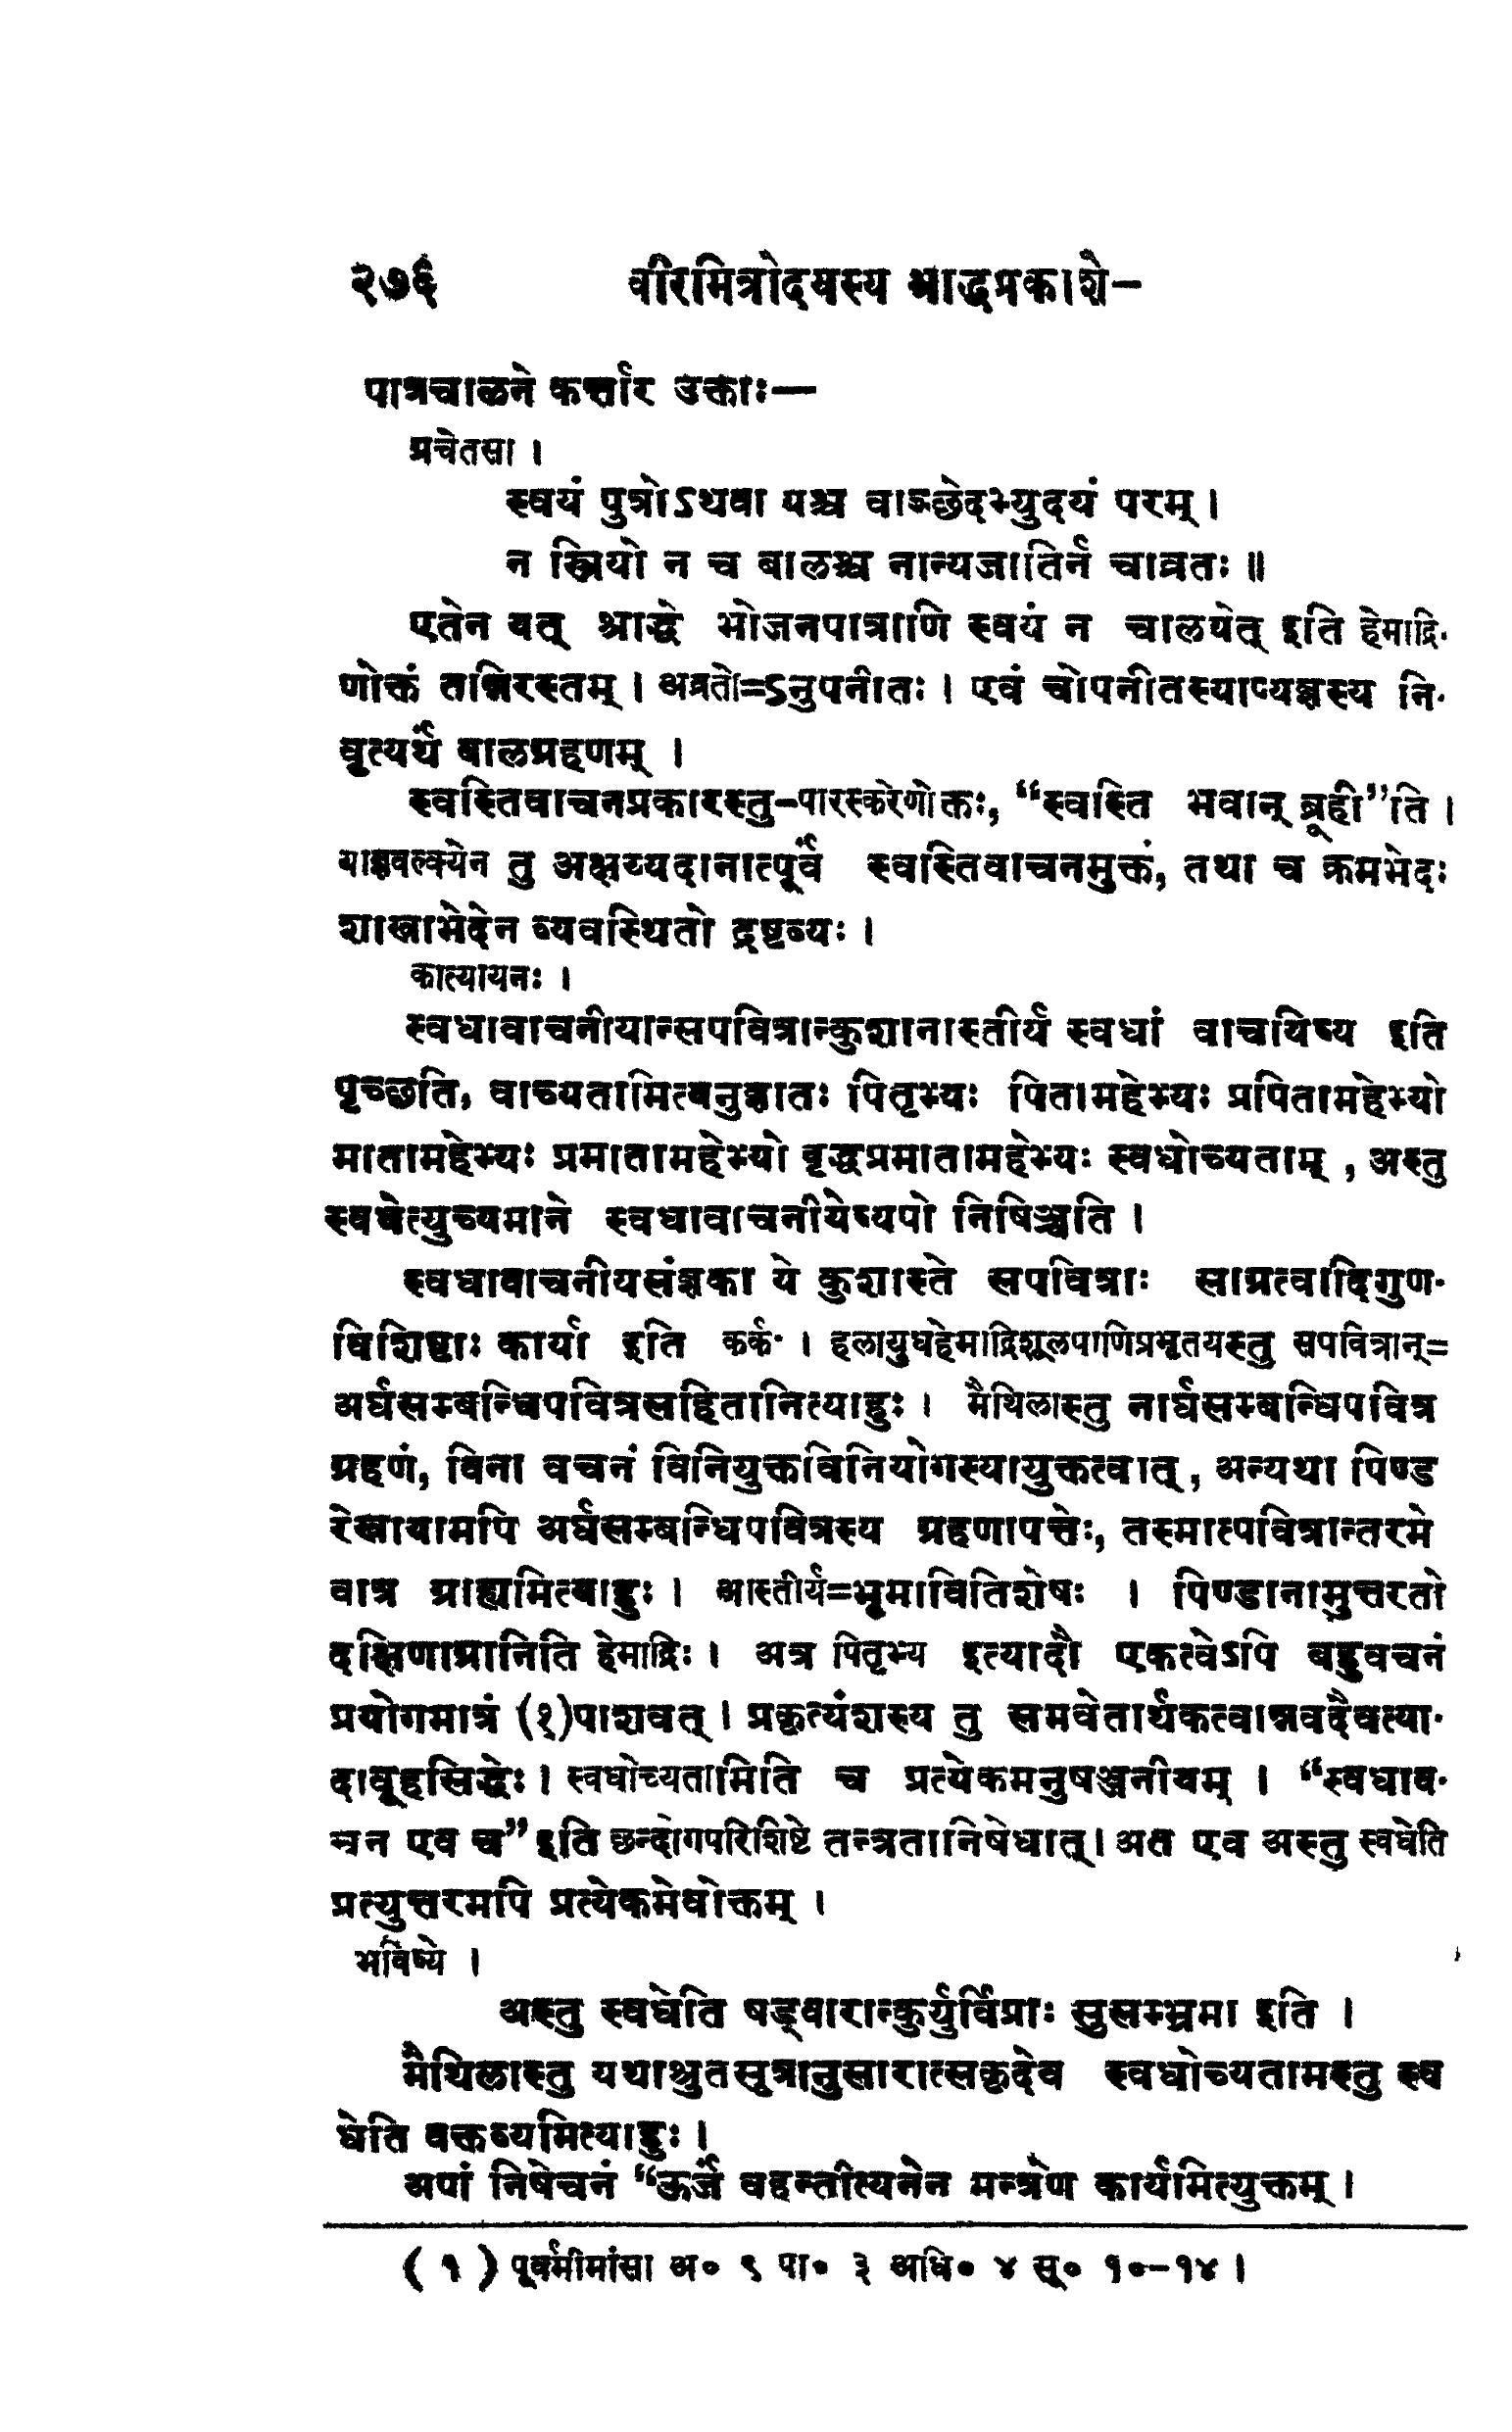 २७६ वीरमित्रोदयस्य श्राद्धप्रकाशे-
पात्रचालने कर्त्तार उक्ताः—
प्रचेतसा ।
स्वयं पुत्रोऽथवा यश्च वाञ्छेदभ्युदयं परम् ।
न स्त्रियो न च बालश्च नान्यजातिर्न चाव्रतः ॥
एतेन यत् श्राद्धे भोजनपात्राणि स्वयं न चालयेत् इति हेमाद्रि-
णोक्तं तन्निरस्तम् । अव्रतो=ऽनुपनीतः । एवं चोपनीतस्याप्यज्ञस्य नि-
वृत्यर्थं बालग्रहणम् ।
स्वस्तिवाचनप्रकारस्तु-पारस्करेणोक्तः, “स्वस्ति भवान् ब्रूही”ति ।
याज्ञवल्क्येन तु अक्षय्यदानात्पूर्वं स्वस्तिवाचनमुक्तं, तथा च क्रमभेदः
शाखाभेदेन व्यवस्थितो द्रष्टव्यः ।
कात्यायनः ।
स्वधावाचनीयान्सपवित्रान्कुशानास्तीर्य स्वधां वाचयिष्य इति
पृच्छति, वाच्यतामित्यनुज्ञातः पितृभ्यः पितामहेभ्यः प्रपितामहेभ्यो
मातामहेभ्यः प्रमातामहेभ्यो वृद्धप्रमातामहेभ्यः स्वधोच्यताम् , अस्तु
स्वधेत्युच्यमाने स्वधावाचनीयेष्वपो निषिञ्चति ।
स्वधावाचनीयसंज्ञका ये कुशास्ते सपवित्राः साग्रत्वादिगुण-
विशिष्टाः कार्या इति कर्कः । हलायुधहेमाद्रिशूलपाणिप्रभृतयस्तु सपवित्रान्=
अर्घसम्बन्धिपवित्रसहितानित्याहुः । मैथिलास्तु नार्घसम्बन्धिपवित्र
ग्रहणं, विना वचनं विनियुक्तविनियोगस्यायुक्तत्वात् , अन्यथा पिण्ड
रेखायामपि अर्घसम्बन्धिपवित्रस्य ग्रहणापत्तेः, तस्मात्पवित्रान्तरमे
वात्र ग्राह्यमित्याहुः । आस्तीर्य=भूमावितिशेषः । पिण्डानामुत्तरतो
दक्षिणाग्रानिति हेमाद्रिः । अत्र पितृभ्य इत्यादौ एकत्वेऽपि बहुवचनं
प्रयोगमात्रं (१)पाशवत् । प्रकृत्यंशस्य तु समवेतार्थकत्वान्नवदैवत्या-
दावूहसिद्धेः । स्वधोच्यतामिति च प्रत्येकमनुषञ्जनीयम् । “स्वधाव-
चन एव च” इति छन्दोगपरिशिष्टे तन्त्रतानिषेधात् । अत एव अस्तु स्वधेति
प्रत्युत्तरमपि प्रत्येकमेवोक्तम् ।
भविष्ये ।
अस्तु स्वधेति षड्वारान्कुर्युर्विप्राः सुसम्भ्रमा इति ।
मैथिलास्तु यथाश्रुतसूत्रानुसारात्सकृदेव स्वधोच्यतामस्तु स्व
धेति वक्तव्यमित्याहुः ।
अपां निषेचनं “ऊर्जं वहन्तीत्यनेन मन्त्रेण कार्यमित्युक्तम् ।
( १ ) पूर्वमीमांसा अ० ९ पा० ३ अधि० ४ सू० १०-१४ ।